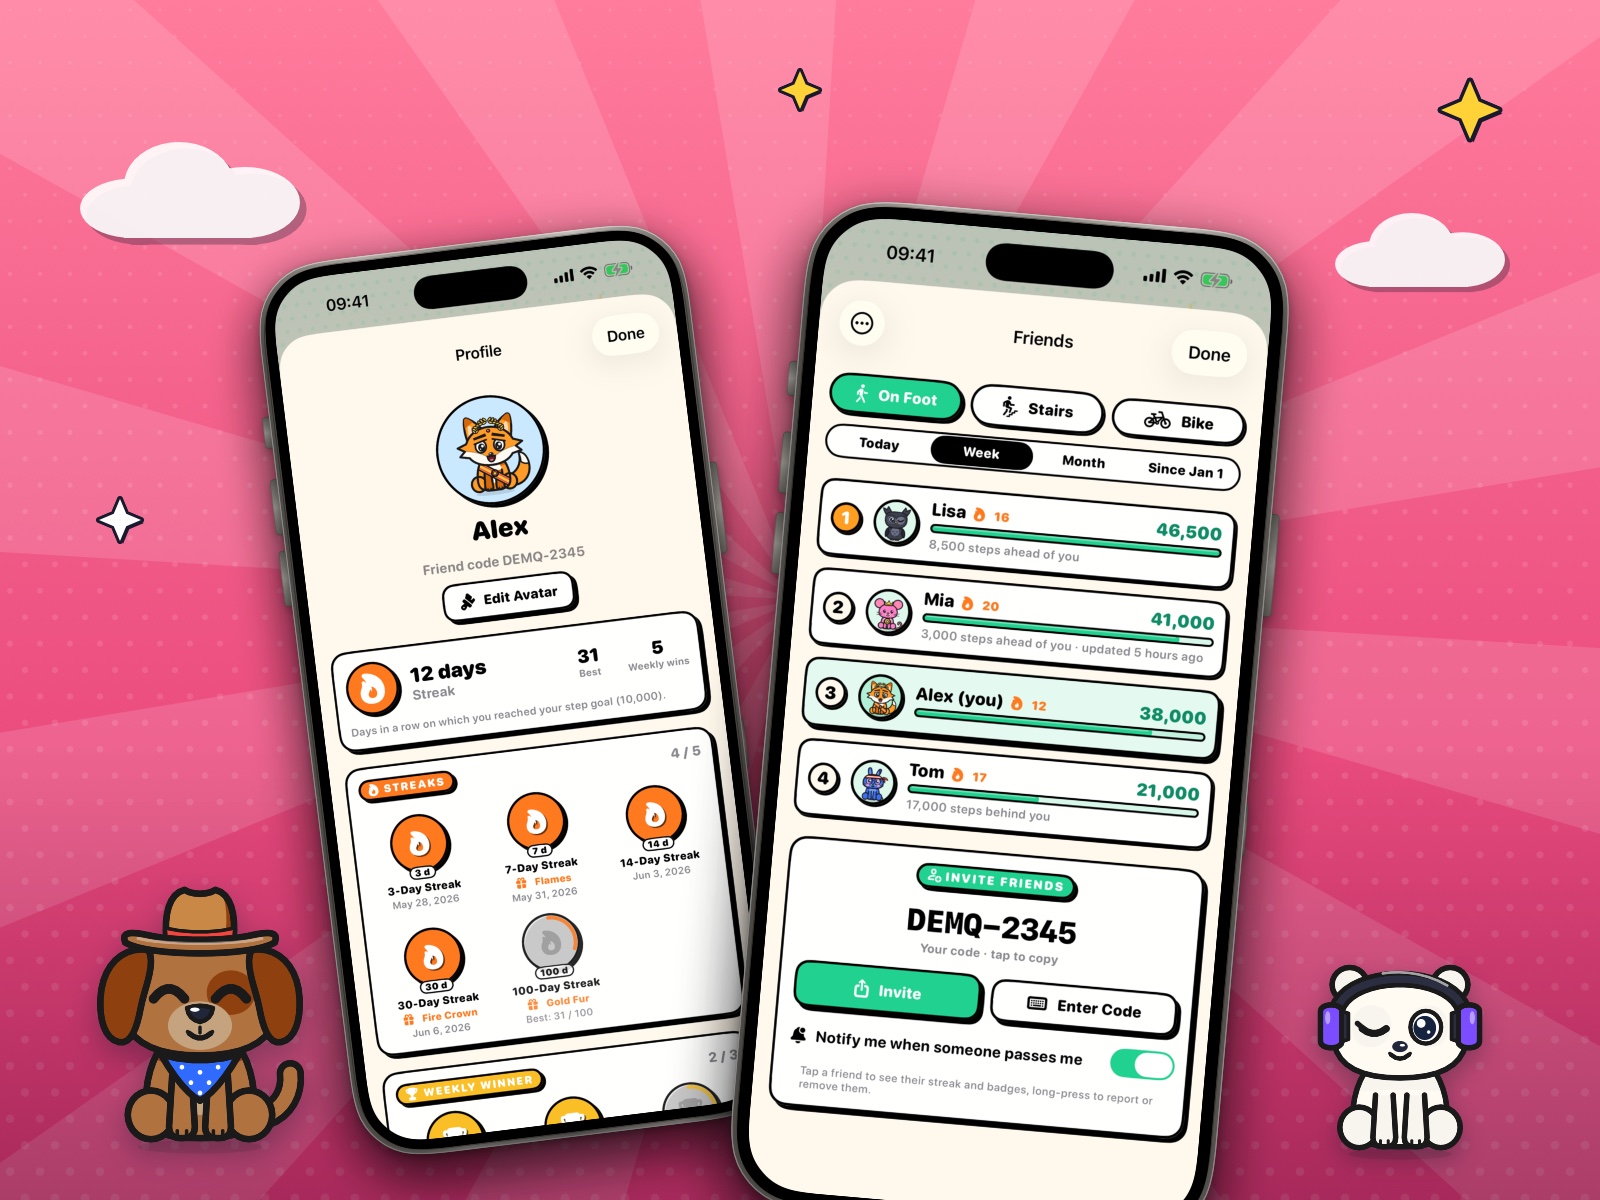 09:41
Profile
Done
Alex
Friend code DEMQ-2345
Edit Avatar
12 days
Streak
31
Best
5
Weekly wins
Days in a row on which you reached your step goal (10,000).
STREAKS
4 / 5
3 d
3-Day Streak
May 28, 2026
7 d
7-Day Streak
Flames
May 31, 2026
14 d
14-Day Streak
Jun 3, 2026
30 d
30-Day Streak
Fire Crown
Jun 6, 2026
100 d
100-Day Streak
Gold Fur
Best: 31 / 100
WEEKLY WINNER
2 / 3
09:41
Friends
Done
On Foot
Stairs
Bike
Today
Week
Month
Since Jan 1
1
Lisa 16
46,500
8,500 steps ahead of you
2
Mia 20
41,000
3,000 steps ahead of you · updated 5 hours ago
3
Alex (you) 12
38,000
4
Tom 17
21,000
17,000 steps behind you
INVITE FRIENDS
DEMQ-2345
Your code · tap to copy
Invite
Enter Code
Notify me when someone passes me
Tap a friend to see their streak and badges, long-press to report or
remove them.